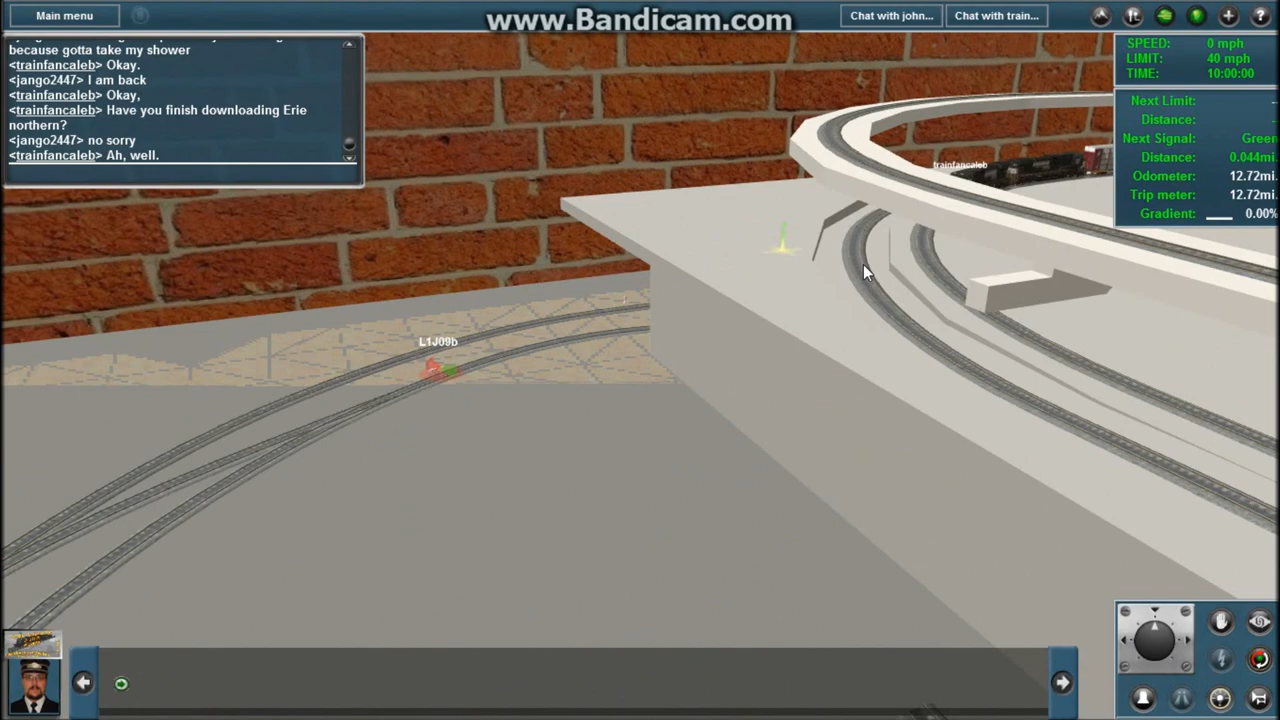 www.Bandicam.com
Main menu
Chat with john...
Chat with train...
because gotta take my shower
<trainfancaleb> Okay.
<jango2447> I am back
<trainfancaleb> Okay,
<trainfancaleb> Have you finish downloading Erie
northern?
<jango2447> no sorry
<trainfancaleb> Ah, well.
SPEED: 0 mph
LIMIT: 40 mph
TIME: 10:00:00
Next Limit: -
Distance: -
Next Signal: Green
Distance: 0.044mi.
Odometer: 12.72mi.
Trip meter: 12.72mi.
Gradient: 0.00%
trainfancaleb
L1J09b